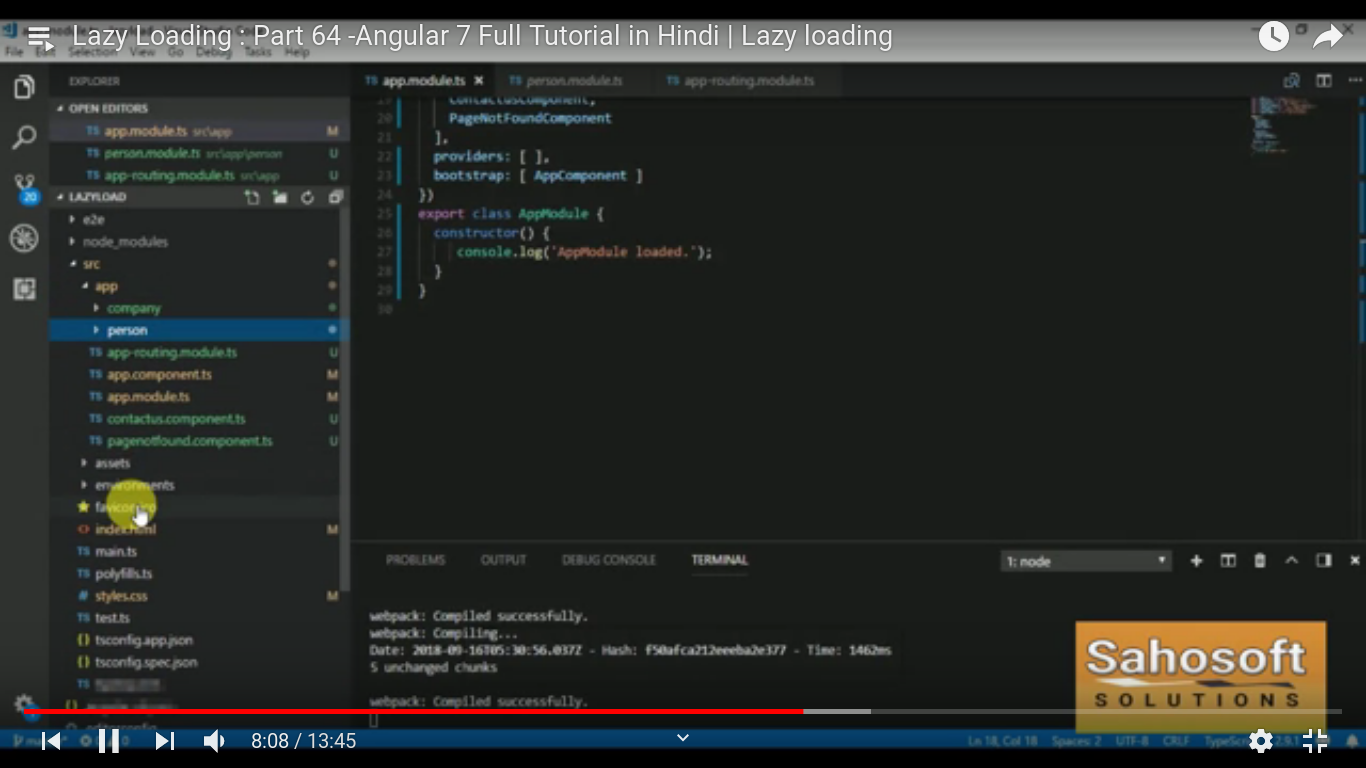 Lazy Loading : Part 64 -Angular 7 Full Tutorial in Hindi | Lazy loading
File Edit Selection View Go Debug Tasks Help
EXPLORER
OPEN EDITORS
TS app.module.ts src\app M
TS person.module.ts src\app\person U
TS app-routing.module.ts src\app U
20
LAZYLOAD
e2e
node_modules
src
app
company
person
TS app-routing.module.ts U
TS app.component.ts M
TS app.module.ts M
TS contactus.component.ts U
TS pagenotfound.component.ts U
assets
environments
index.html M
TS main.ts
TS polyfills.ts
# styles.css M
TS test.ts
{} tsconfig.app.json
{} tsconfig.spec.json
TS
TS app.module.ts TS person.module.ts TS app-routing.module.ts
19 ContactusComponent,
20 PageNotFoundComponent
21 ],
22 providers: [ ],
23 bootstrap: [ AppComponent ]
24 })
25 export class AppModule {
26 constructor() {
27 console.log('AppModule loaded.');
28 }
29 }
30
PROBLEMS OUTPUT DEBUG CONSOLE TERMINAL 1: node
webpack: Compiled successfully.
webpack: Compiling...
Date: 2018-09-16T05:30:56.037Z - Hash: f50afca212eeeba2e377 - Time: 1462ms
5 unchanged chunks
webpack: Compiled successfully.
Sahosoft
SOLUTIONS
8:08 / 13:45
Ln 18, Col 18 Spaces: 2 UTF-8 CRLF 2.9.1